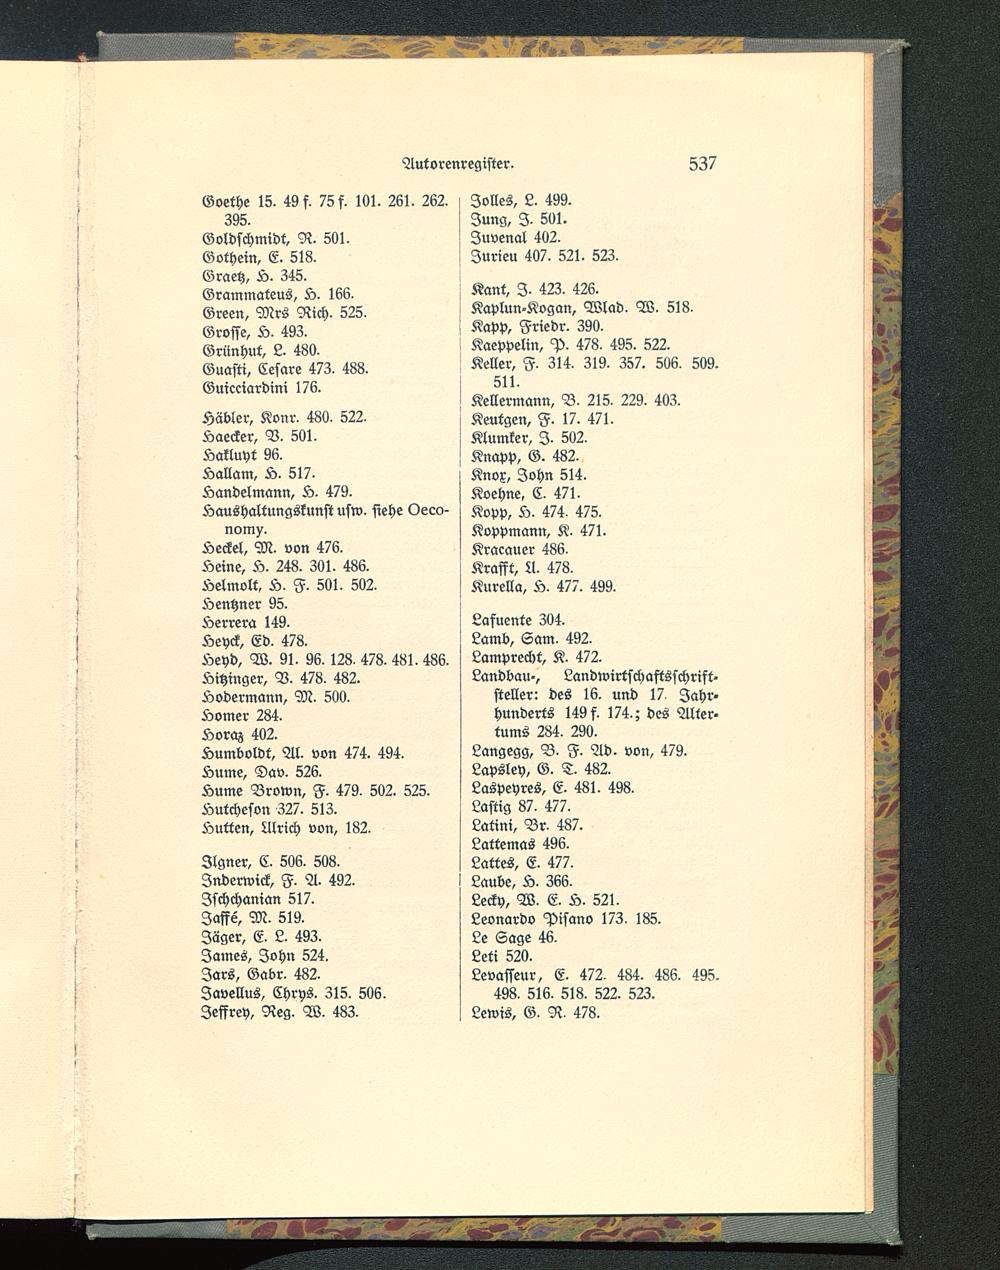 Autorenregister. 537
Goethe 15. 49 f. 75 f. 101. 261. 262.
395.
Goldschmidt, R. 501.
Gothein, E. 518.
Graetz, H. 345.
Grammateus, H. 166.
Green, Mrs Rich. 525.
Grosse, H. 493.
Grünhut, L. 480.
Guasti, Cesare 473. 488.
Guicciardini 176.
Häbler, Konr. 480. 522.
Haecker, V. 501.
Hakluyt 96.
Hallam, H. 517.
Handelmann, H. 479.
Haushaltungskunst usw. siehe Oeco-
nomy.
Heckel, M. von 476.
Heine, H. 248. 301. 486.
Helmolt, H. F. 501. 502.
Hentzner 95.
Herrera 149.
Heyck, Ed. 478.
Heyd, W. 91. 96. 128. 478. 481. 486.
Hitzinger, V. 478. 482.
Hodermann, M. 500.
Homer 284.
Horaz 402.
Humboldt, Al. von 474. 494.
Hume, Dav. 526.
Hume Brown, F. 479. 502. 525.
Hutcheson 327. 513.
Hutten, Ulrich von, 182.
Ilgner, C. 506. 508.
Inderwick, F. A. 492.
Ischchanian 517.
Jaffé, M. 519.
Jäger, E. L. 493.
James, John 524.
Jars, Gabr. 482.
Javellus, Chrys. 315. 506.
Jeffrey, Reg. W. 483.
Jolles, L. 499.
Jung, J. 501.
Juvenal 402.
Jurieu 407. 521. 523.
Kant, J. 423. 426.
Kaplun-Kogan, Wlad. W. 518.
Kapp, Friedr. 390.
Kaeppelin, P. 478. 495. 522.
Keller, F. 314. 319. 357. 506. 509.
511.
Kellermann, B. 215. 229. 403.
Keutgen, F. 17. 471.
Klumker, J. 502.
Knapp, G. 482.
Knox, John 514.
Koehne, C. 471.
Kopp, H. 474. 475.
Koppmann, K. 471.
Kracauer 486.
Krafft, U. 478.
Kurella, H. 477. 499.
Lafuente 304.
Lamb, Sam. 492.
Lamprecht, K. 472.
Landbau-, Landwirtschaftsschrift-
steller: des 16. und 17. Jahr-
hunderts 149 f. 174.; des Alter-
tums 284. 290.
Langegg, B. F. Ad. von, 479.
Lapsley, G. T. 482.
Laspeyres, E. 481. 498.
Lastig 87. 477.
Latini, Br. 487.
Lattemas 496.
Lattes, E. 477.
Laube, H. 366.
Lecky, W. E. H. 521.
Leonardo Pisano 173. 185.
Le Sage 46.
Leti 520.
Levasseur, E. 472. 484. 486. 495.
498. 516. 518. 522. 523.
Lewis, G. R. 478.